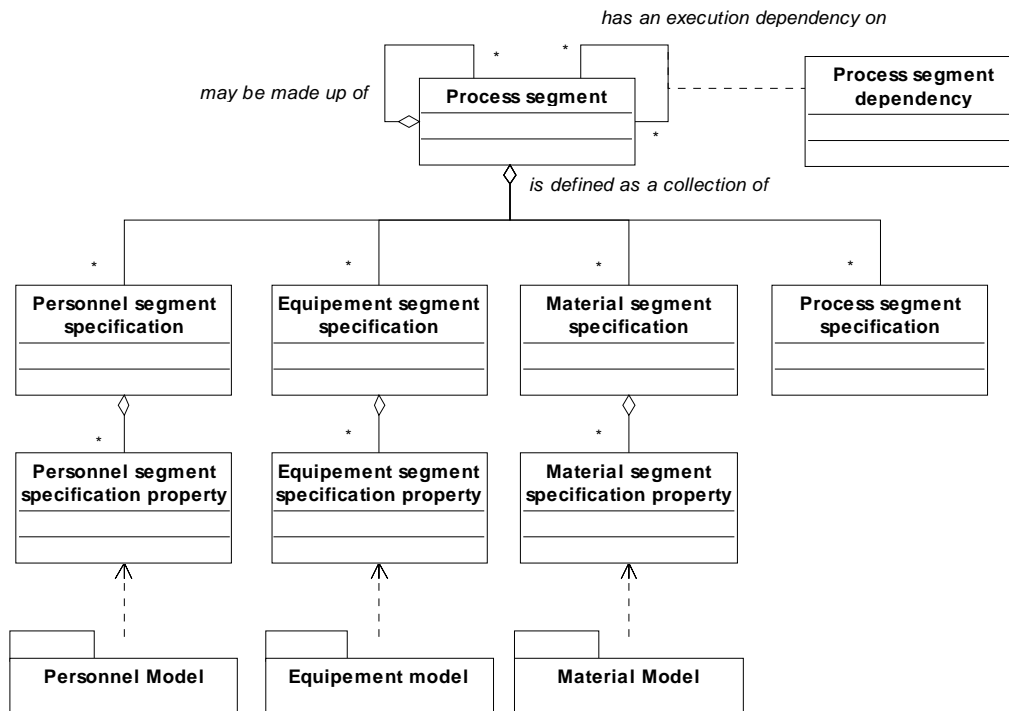 has an execution dependency on
* *
may be made up of
Process segment
Process segment
dependency
*
is defined as a collection of
* * * *
Personnel segment
specification
Equipement segment
specification
Material segment
specification
Process segment
specification
* * *
Personnel segment
specification property
Equipement segment
specification property
Material segment
specification property
Personnel Model
Equipement model
Material Model